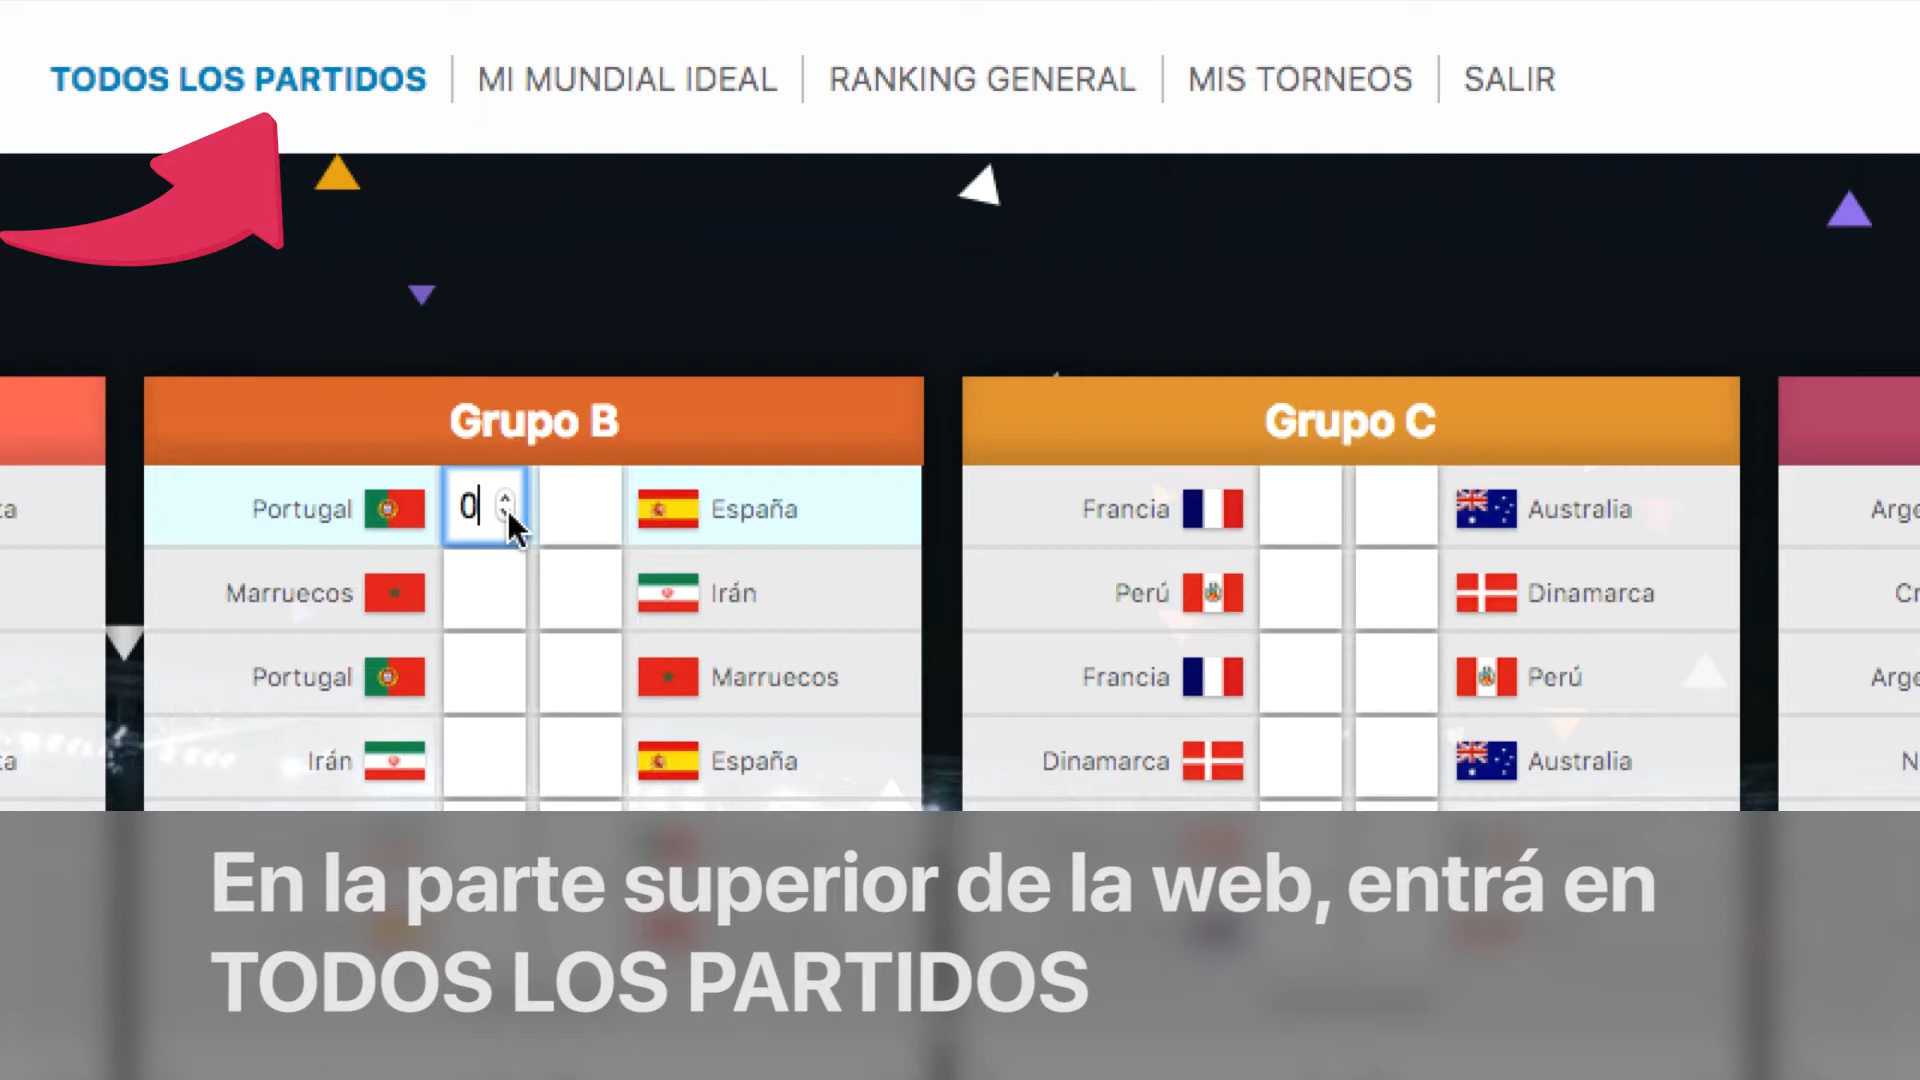 TODOS LOS PARTIDOS MI MUNDIAL IDEAL RANKING GENERAL MIS TORNEOS SALIR
Grupo B
Portugal 0 España
Marruecos Irán
Portugal Marruecos
Irán España
Grupo C
Francia Australia
Perú Dinamarca
Francia Perú
Dinamarca Australia
En la parte superior de la web, entrá en
TODOS LOS PARTIDOS